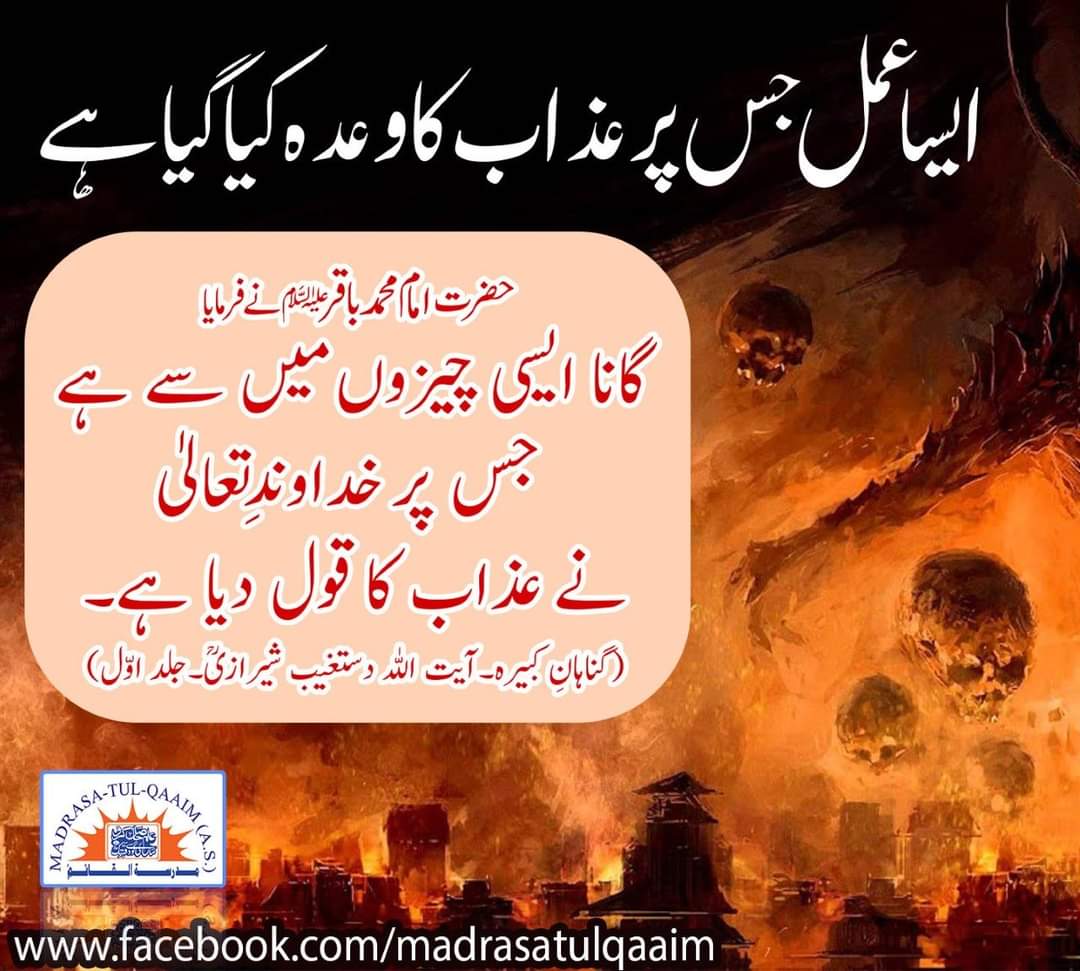 ایسا عمل جس پر عذاب کا وعدہ کیا گیا ہے
حضرت امام محمد باقر علیہ السلام نے فرمایا
گانا ایسی چیزوں میں سے ہے
جس پر خداوندِ تعالیٰ
نے عذاب کا قول دیا ہے۔
(گناہانِ کبیرہ۔ آیت اللہ دستغیب شیرازیؒ۔ جلد اوّل)
MADRASA-TUL-QAAIM (A.S.)
مدرسة القائم
www.facebook.com/madrasatulqaaim